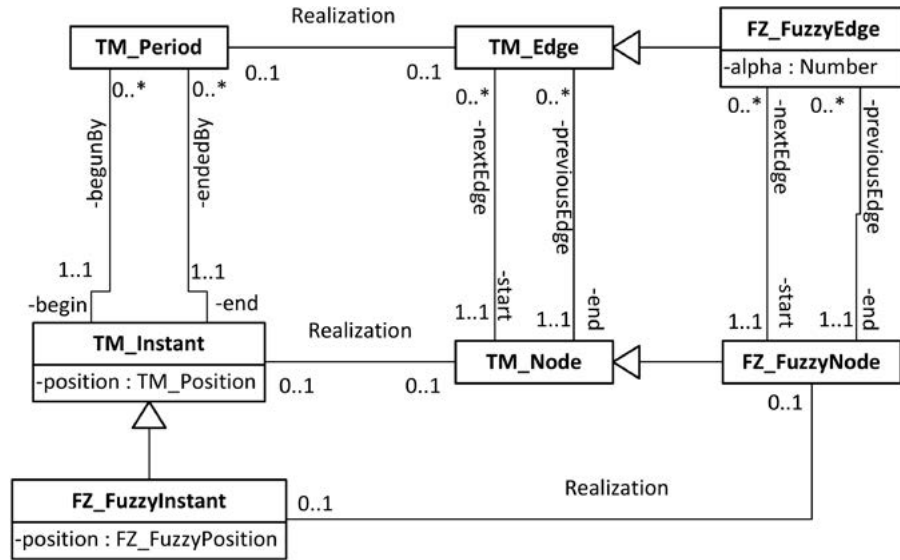 Realization
TM_Period
TM_Edge
FZ_FuzzyEdge
-alpha : Number
0..1
0..1
0..*
0..*
0..*
0..*
0..*
0..*
-begunBy
-endedBy
-nextEdge
-previousEdge
-nextEdge
-previousEdge
1..1
1..1
-begin
-end
-start
-end
-start
-end
1..1
1..1
1..1
1..1
Realization
TM_Instant
-position : TM_Position
TM_Node
FZ_FuzzyNode
0..1
0..1
0..1
FZ_FuzzyInstant
-position : FZ_FuzzyPosition
0..1
Realization